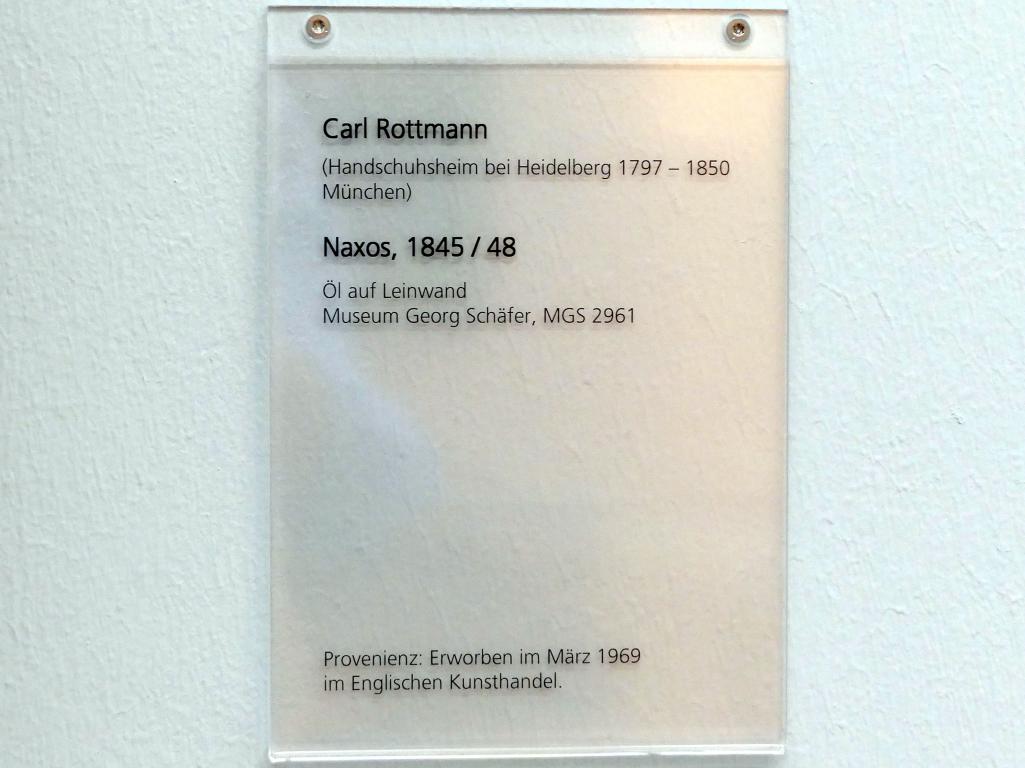 Carl Rottmann
(Handschuhsheim bei Heidelberg 1797 – 1850
München)
Naxos, 1845 / 48
Öl auf Leinwand
Museum Georg Schäfer, MGS 2961
Provenienz: Erworben im März 1969
im Englischen Kunsthandel.